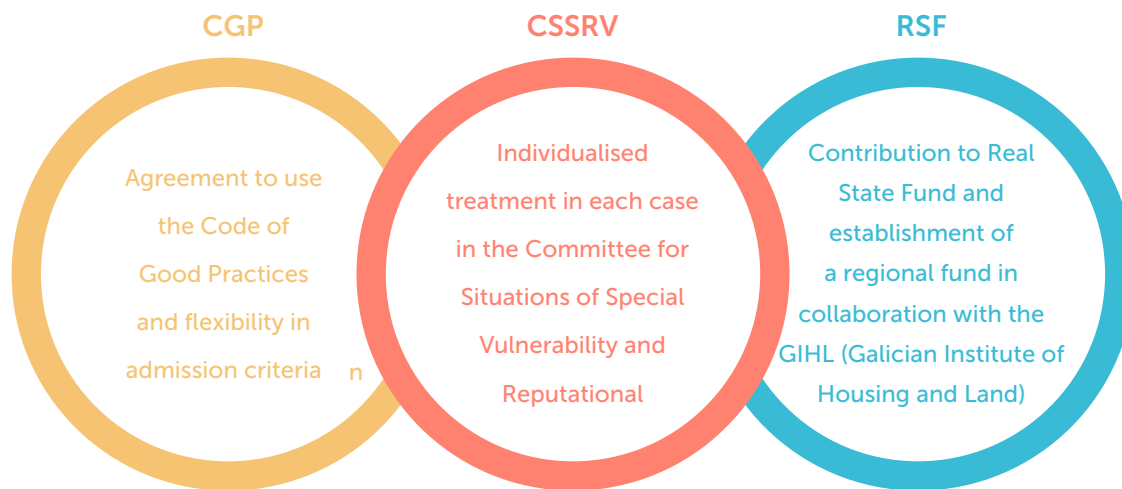 CGP
Agreement to use
the Code of
Good Practices
and flexibility in
admission criteria n
CSSRV
Individualised
treatment in each case
in the Committee for
Situations of Special
Vulnerability and
Reputational
RSF
Contribution to Real
State Fund and
establishment of
a regional fund in
collaboration with the
GIHL (Galician Institute of
Housing and Land)